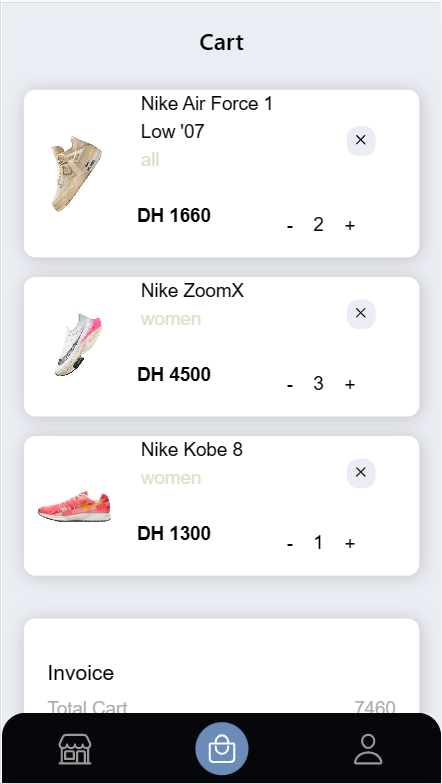 Cart
Nike Air Force 1
Low '07
all
DH 1660
- 2 +
Nike ZoomX
women
DH 4500
- 3 +
Nike Kobe 8
women
DH 1300
- 1 +
Invoice
Total Cart 7460